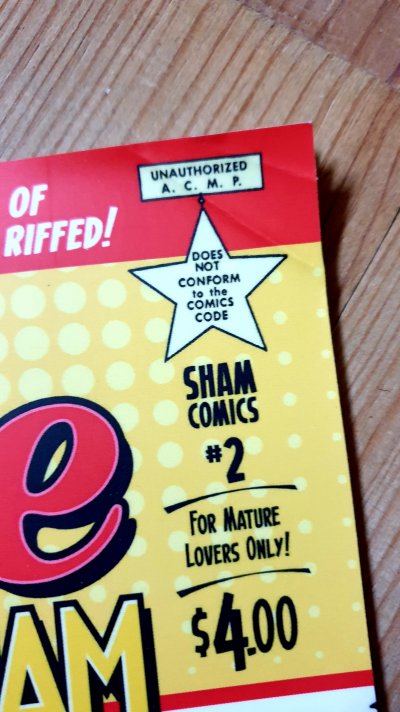 OF
RIFFED!
UNAUTHORIZED
A. C. M. P.
DOES
NOT
CONFORM
to the
COMICS
CODE
SHAM
COMICS
#2
FOR MATURE
LOVERS ONLY!
$4.00
e
AM